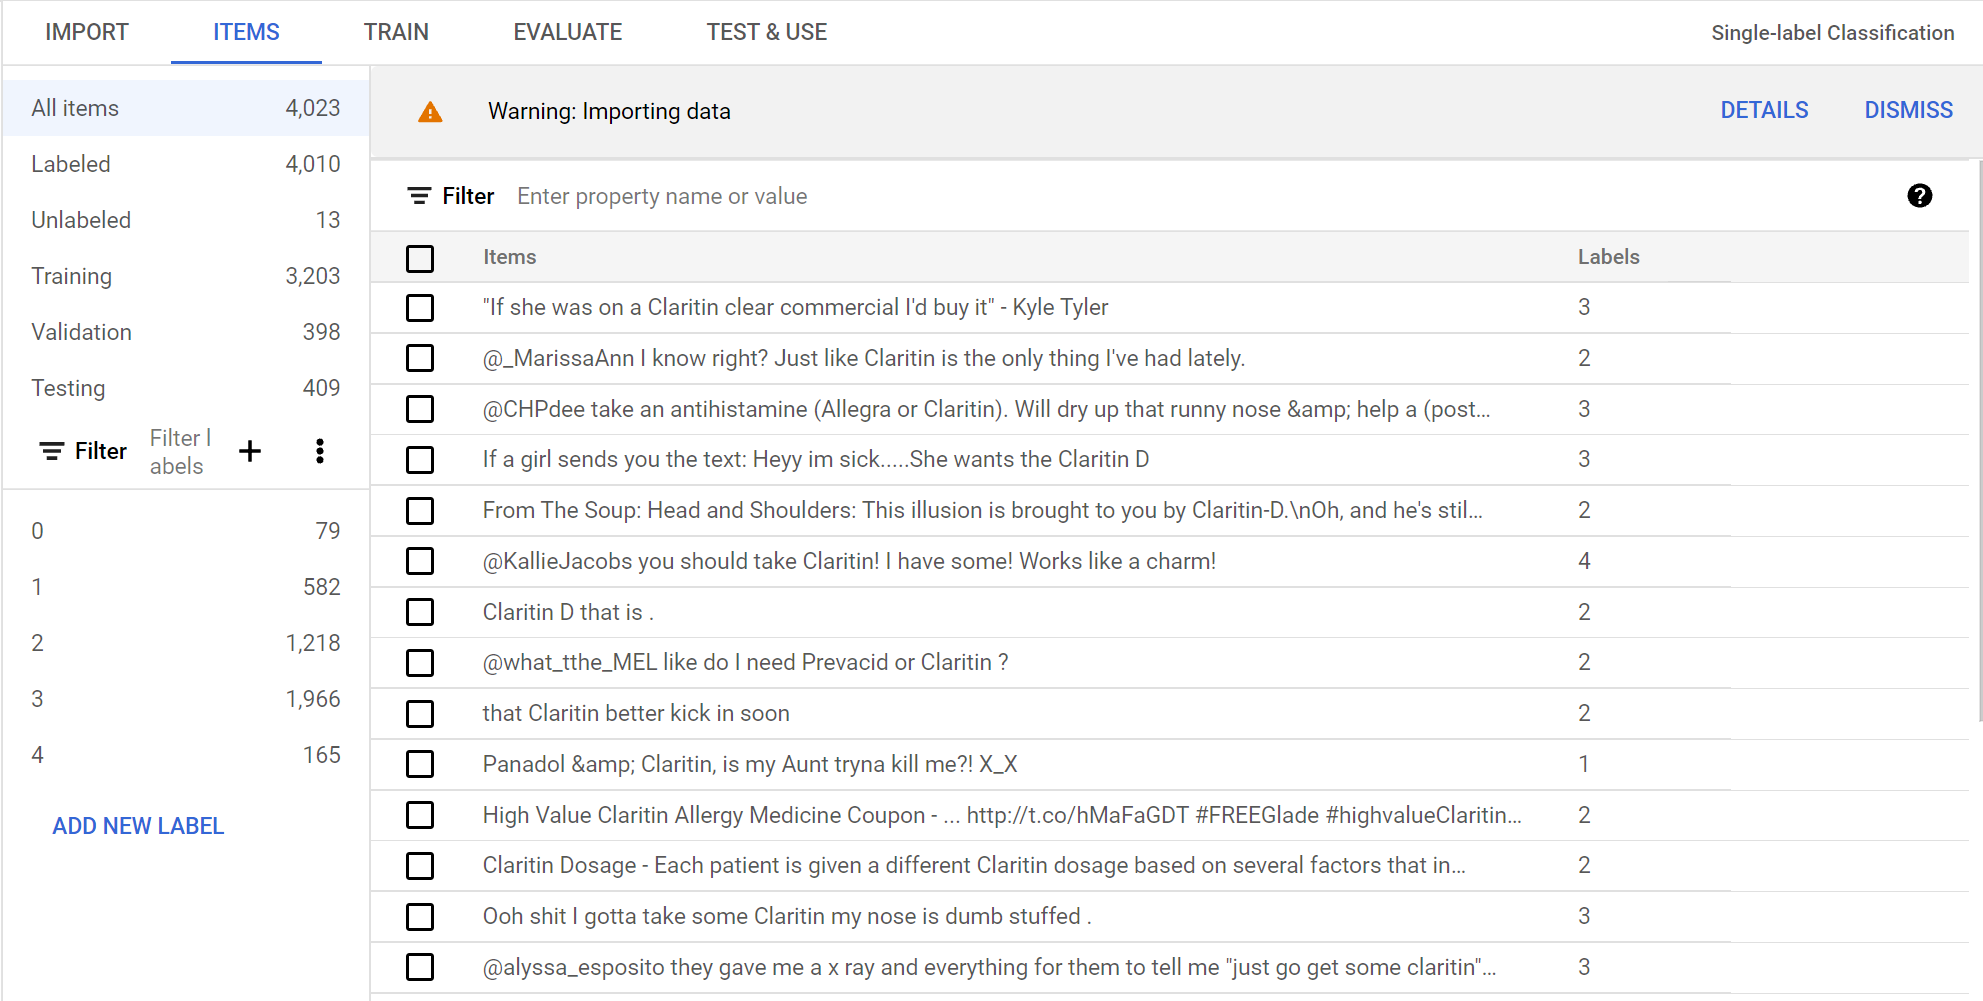 IMPORT ITEMS TRAIN EVALUATE TEST & USE Single-label Classification
All items 4,023
Labeled 4,010
Unlabeled 13
Training 3,203
Validation 398
Testing 409
Filter Filter l
abels
0 79
1 582
2 1,218
3 1,966
4 165
ADD NEW LABEL
Warning: Importing data DETAILS DISMISS
Filter Enter property name or value
Items Labels
"If she was on a Claritin clear commercial I'd buy it" - Kyle Tyler 3
@_MarissaAnn I know right? Just like Claritin is the only thing I've had lately. 2
@CHPdee take an antihistamine (Allegra or Claritin). Will dry up that runny nose &amp; help a (post... 3
If a girl sends you the text: Heyy im sick.....She wants the Claritin D 3
From The Soup: Head and Shoulders: This illusion is brought to you by Claritin-D.\nOh, and he's stil... 2
@KallieJacobs you should take Claritin! I have some! Works like a charm! 4
Claritin D that is . 2
@what_tthe_MEL like do I need Prevacid or Claritin ? 2
that Claritin better kick in soon 2
Panadol &amp; Claritin, is my Aunt tryna kill me?! X_X 1
High Value Claritin Allergy Medicine Coupon - ... http://t.co/hMaFaGDT #FREEGlade #highvalueClaritin... 2
Claritin Dosage - Each patient is given a different Claritin dosage based on several factors that in... 2
Ooh shit I gotta take some Claritin my nose is dumb stuffed . 3
@alyssa_esposito they gave me a x ray and everything for them to tell me "just go get some claritin"... 3